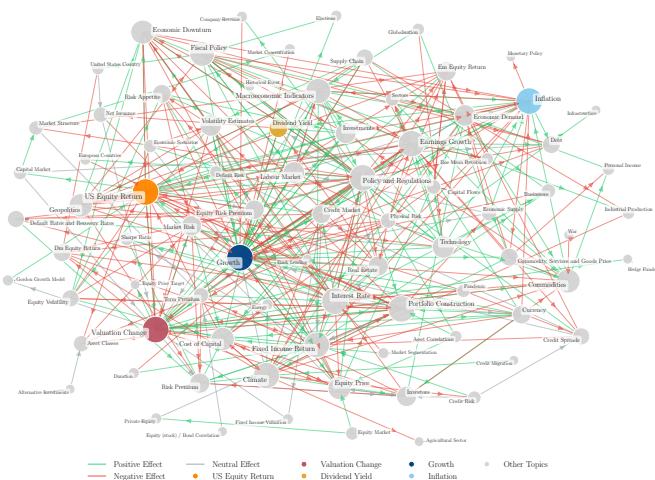 Company Revenue
Elections
Economic Downturn
Globalisation
Fiscal Policy
Market Concentration
Monetary Policy
Supply Chain
United States Country
Em Equity Return
Historical Event
Risk Appetite
Macroeconomic Indicators
Sectors
Inflation
Net Issuance
Economic Demand
Infrastructure
Market Structure
Volatility Estimates
Dividend Yield
Investments
Economic Scenarios
Earnings Growth
Debt
European Countries
Capital Market
Default Risk
Labour Market
Personal Income
Policy and Regulations
US Equity Return
Capital Flows
Businesses
Geopolitics
Equity Risk Premium
Credit Market
Economic Supply
Industrial Production
Default Rates and Recovery Rates
Market Risk
Physical Risk
War
Sharpe Ratio
Dm Equity Return
Technology
Growth
Bank Lending
Real Estate
Commodity, Services and Goods Price
Hedge Funds
Gordon Growth Model
Equity Price Target
Commodities
Pandemic
Equity Volatility
Term Premium
Interest Rate
Portfolio Construction
Energy
Currency
Valuation Change
Cost of Capital
Asset Classes
Fixed Income Return
Asset Correlations
Credit Spreads
Market Segmentation
Credit Migration
Duration
Climate
Risk Premium
Equity Price
Alternative Investments
Investors
Credit Risk
Private Equity
Fixed Income Valuation
Equity (stock) / Bond Correlation
Equity Market
Agricultural Sector
Positive Effect
Neutral Effect
Valuation Change
Growth
Other Topics
Negative Effect
US Equity Return
Dividend Yield
Inflation